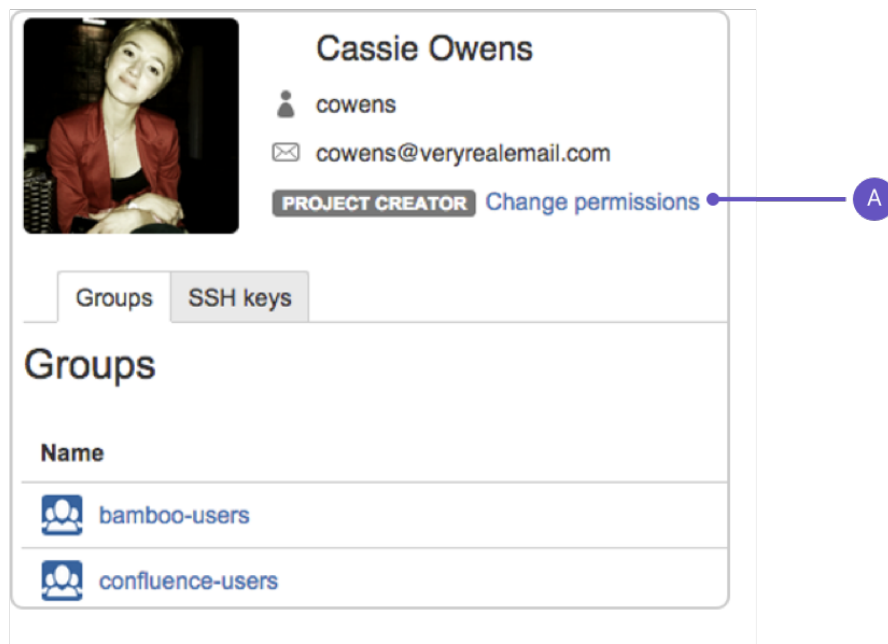 Cassie Owens
cowens
cowens@veryrealemail.com
PROJECT CREATOR Change permissions
A
Groups SSH keys
Groups
Name
bamboo-users
confluence-users